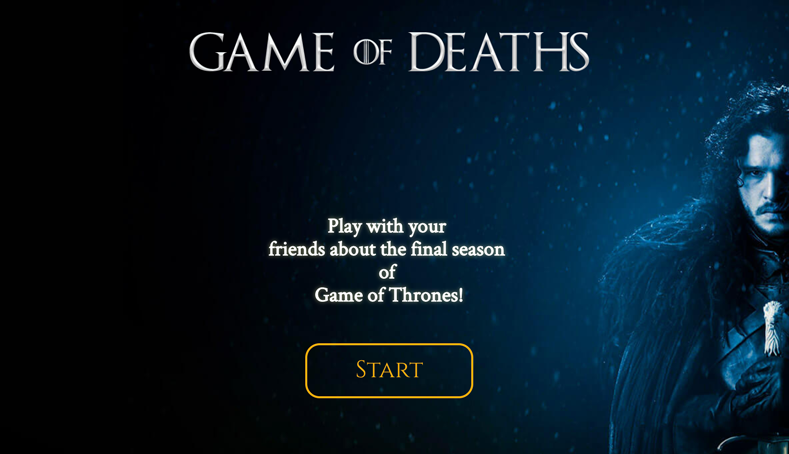 GAME OF DEATHS
Play with your
friends about the final season
of
Game of Thrones!
START